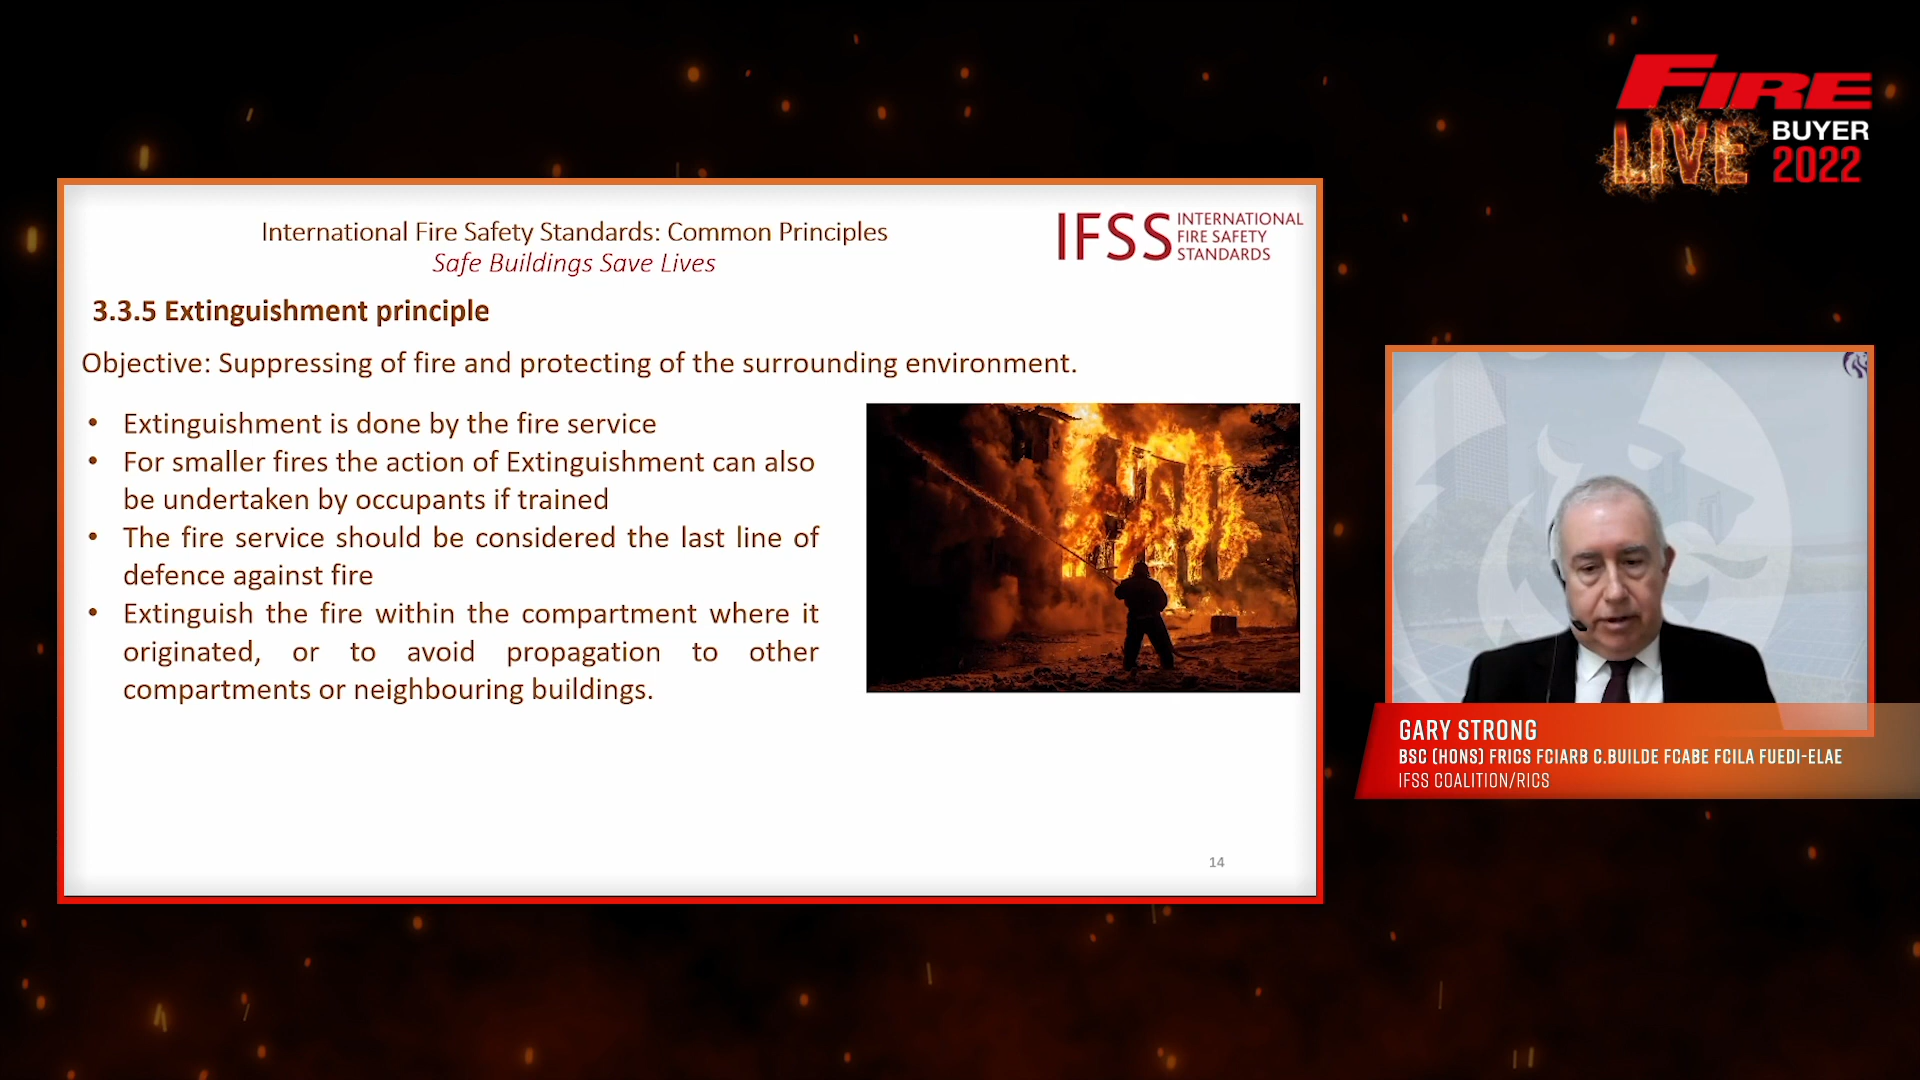 FIRE
LIVE
BUYER
2022
International Fire Safety Standards: Common Principles
Safe Buildings Save Lives
IFSS
INTERNATIONAL
FIRE SAFETY
STANDARDS
3.3.5 Extinguishment principle
Objective: Suppressing of fire and protecting of the surrounding environment.
• Extinguishment is done by the fire service
• For smaller fires the action of Extinguishment can also
be undertaken by occupants if trained
• The fire service should be considered the last line of
defence against fire
• Extinguish the fire within the compartment where it
originated, or to avoid propagation to other
compartments or neighbouring buildings.
14
GARY STRONG
BSC (HONS) FRICS FCIARB C.BUILDE FCABE FCILA FUEDI-ELAE
IFSS COALITION/RICS